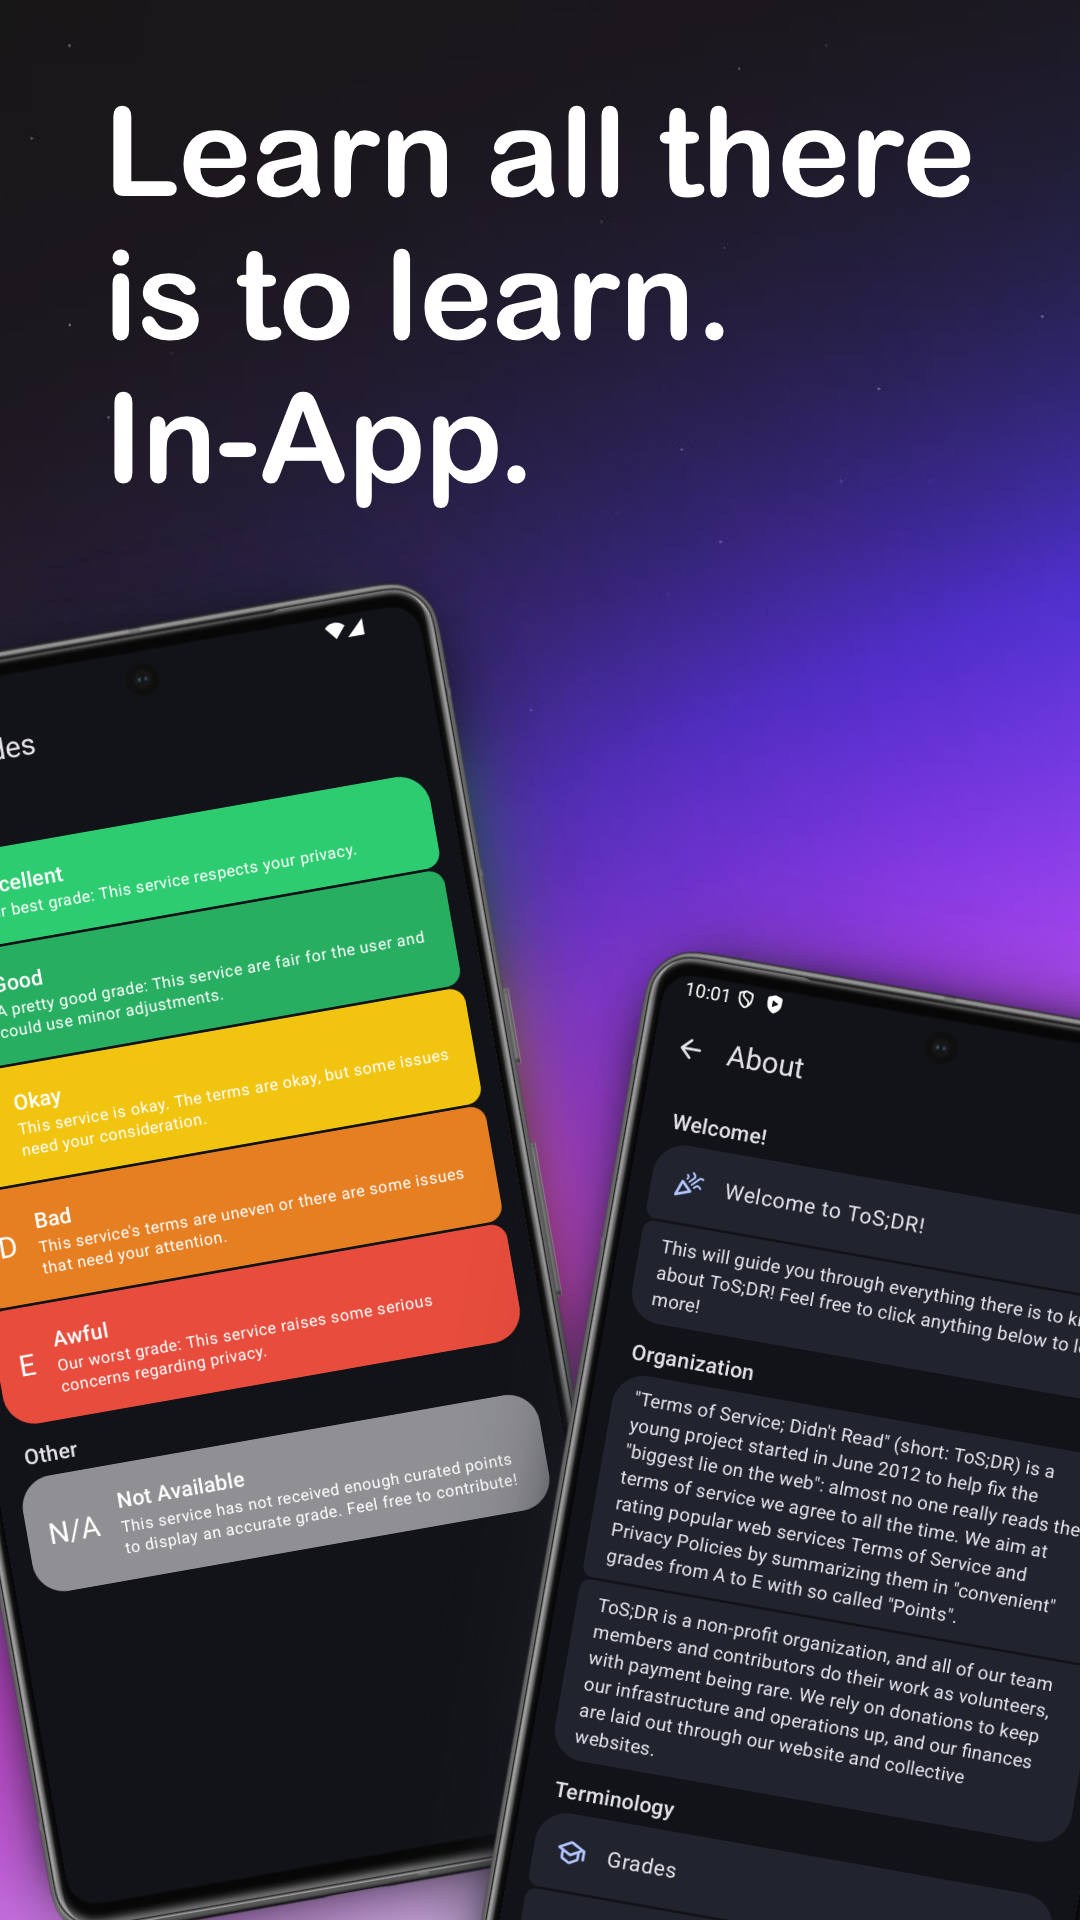 Learn all there
is to learn.
In-App.
des
cellent
r best grade: This service respects your privacy.
Good
A pretty good grade: This service are fair for the user and
could use minor adjustments.
Okay
This service is okay. The terms are okay, but some issues
need your consideration.
D
Bad
This service's terms are uneven or there are some issues
that need your attention.
E
Awful
Our worst grade: This service raises some serious
concerns regarding privacy.
Other
N/A
Not Available
This service has not received enough curated points
to display an accurate grade. Feel free to contribute!
10:01
About
Welcome!
Welcome to ToS;DR!
This will guide you through everything there is to k
about ToS;DR! Feel free to click anything below to l
more!
Organization
"Terms of Service; Didn't Read" (short: ToS;DR) is a
young project started in June 2012 to help fix the
"biggest lie on the web": almost no one really reads the
terms of service we agree to all the time. We aim at
rating popular web services Terms of Service and
Privacy Policies by summarizing them in "convenient"
grades from A to E with so called "Points".
ToS;DR is a non-profit organization, and all of our team
members and contributors do their work as volunteers,
with payment being rare. We rely on donations to keep
our infrastructure and operations up, and our finances
are laid out through our website and collective
websites.
Terminology
Grades